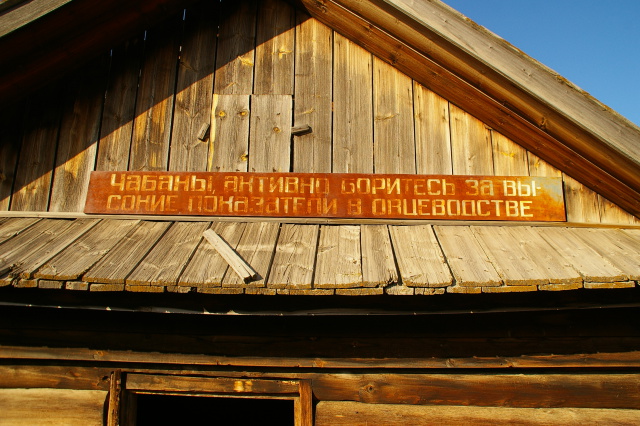 ЧАБАНЫ, АКТИВНО БОРИТЕСЬ ЗА ВЫ-
СОКИЕ ПОКАЗАТЕЛИ В ОВЦЕВОДСТВЕ